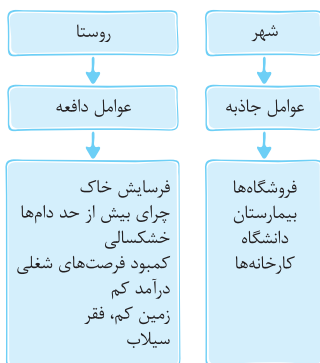 شهر
عوامل جاذبه
فروشگاه‌ها
بیمارستان
دانشگاه
کارخانه‌ها
روستا
عوامل دافعه
فرسایش خاک
چرای بیش از حد دام‌ها
خشکسالی
کمبود فرصت‌های شغلی
درآمد کم
زمین کم، فقر
سیلاب